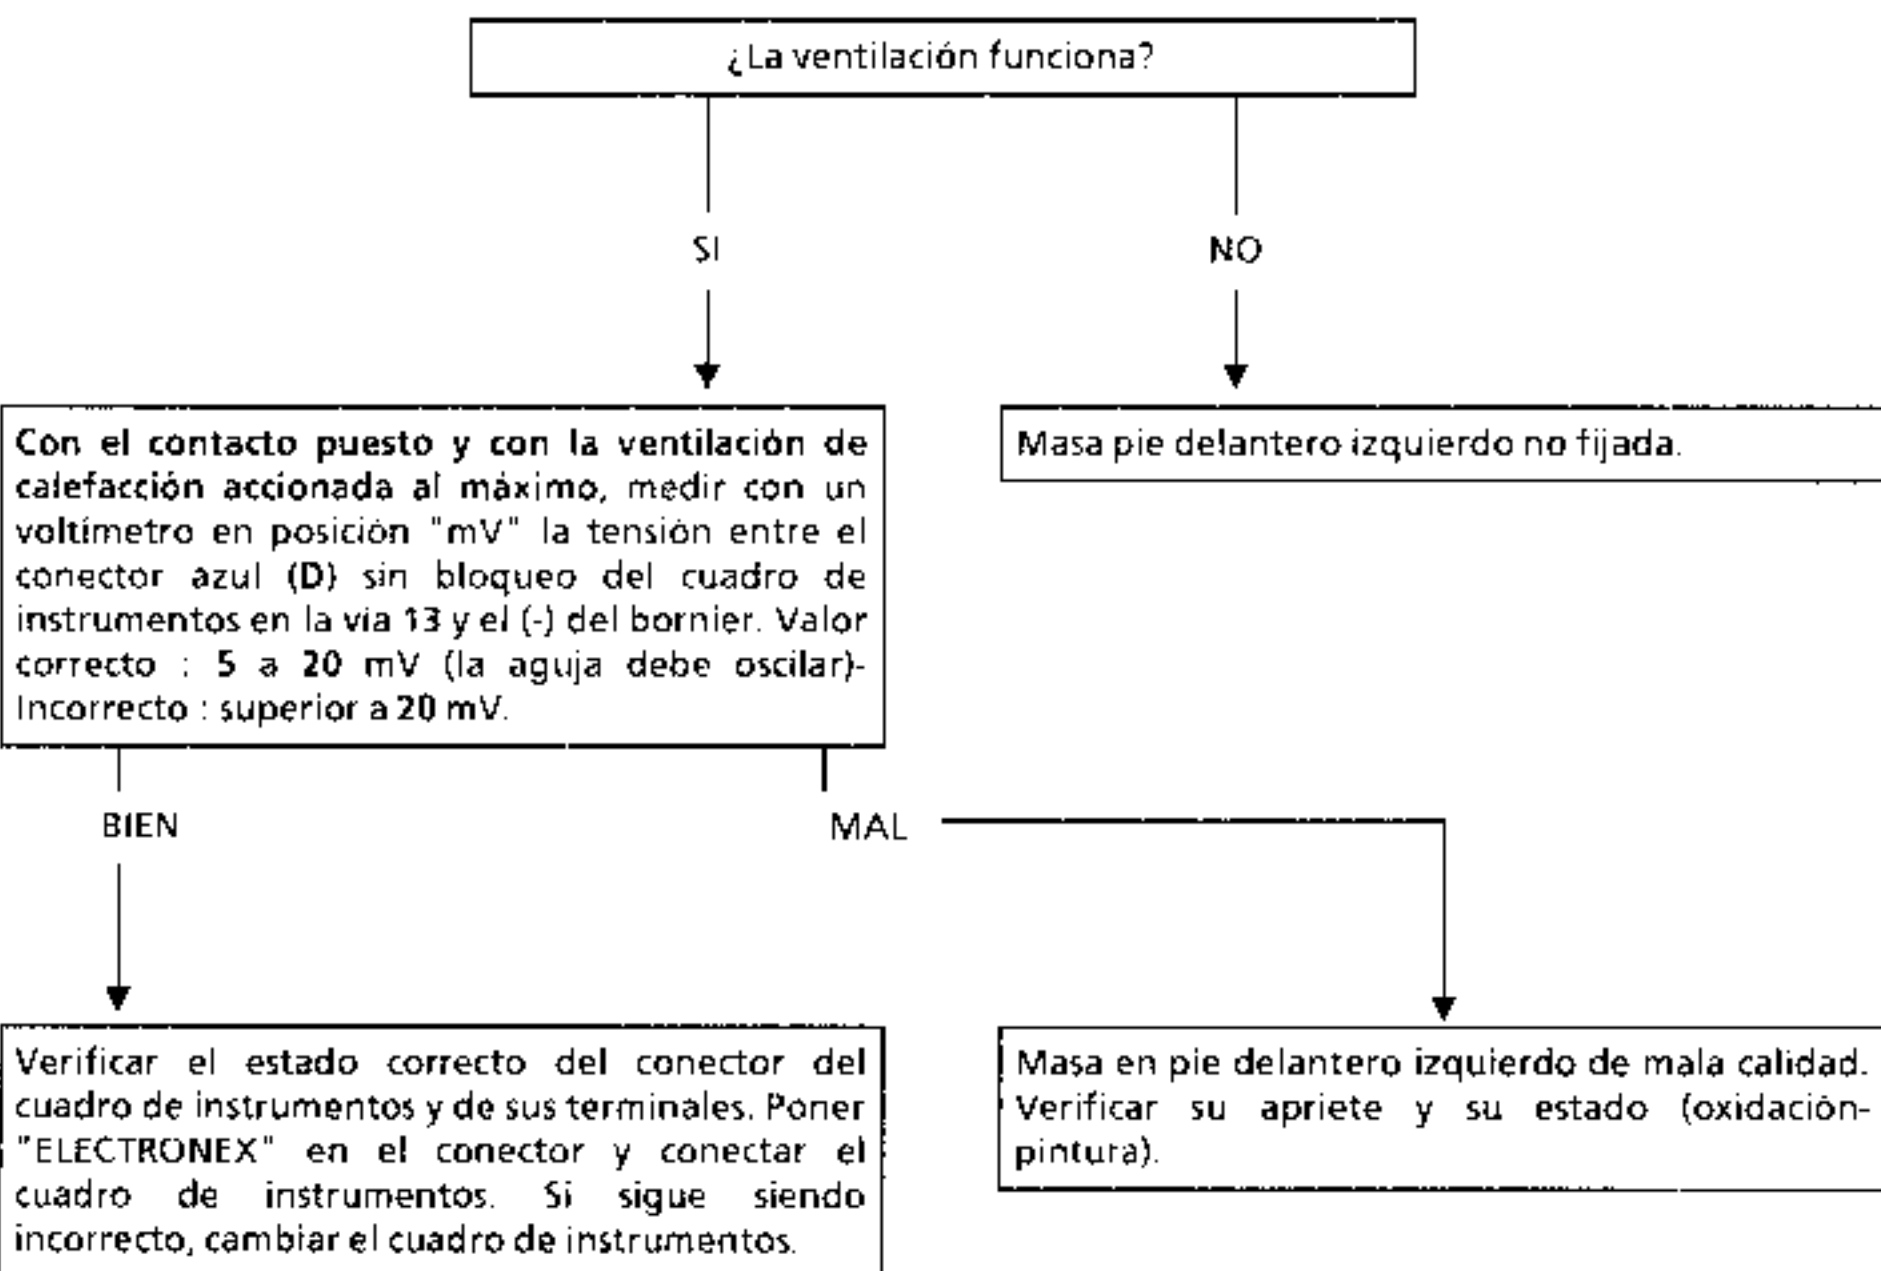 ¿La ventilación funciona?
SI
NO
Con el contacto puesto y con la ventilación de
calefacción accionada al máximo, medir con un
voltímetro en posición "mV" la tensión entre el
conector azul (D) sin bloqueo del cuadro de
instrumentos en la vía 13 y el (-) del bornier. Valor
correcto : 5 a 20 mV (la aguja debe oscilar)-
Incorrecto : superior a 20 mV.
Masa pie delantero izquierdo no fijada.
BIEN
MAL
Verificar el estado correcto del conector del
cuadro de instrumentos y de sus terminales. Poner
"ELECTRONEX" en el conector y conectar el
cuadro de instrumentos. Si sigue siendo
incorrecto, cambiar el cuadro de instrumentos.
Masa en pie delantero izquierdo de mala calidad.
Verificar su apriete y su estado (oxidación-
pintura).